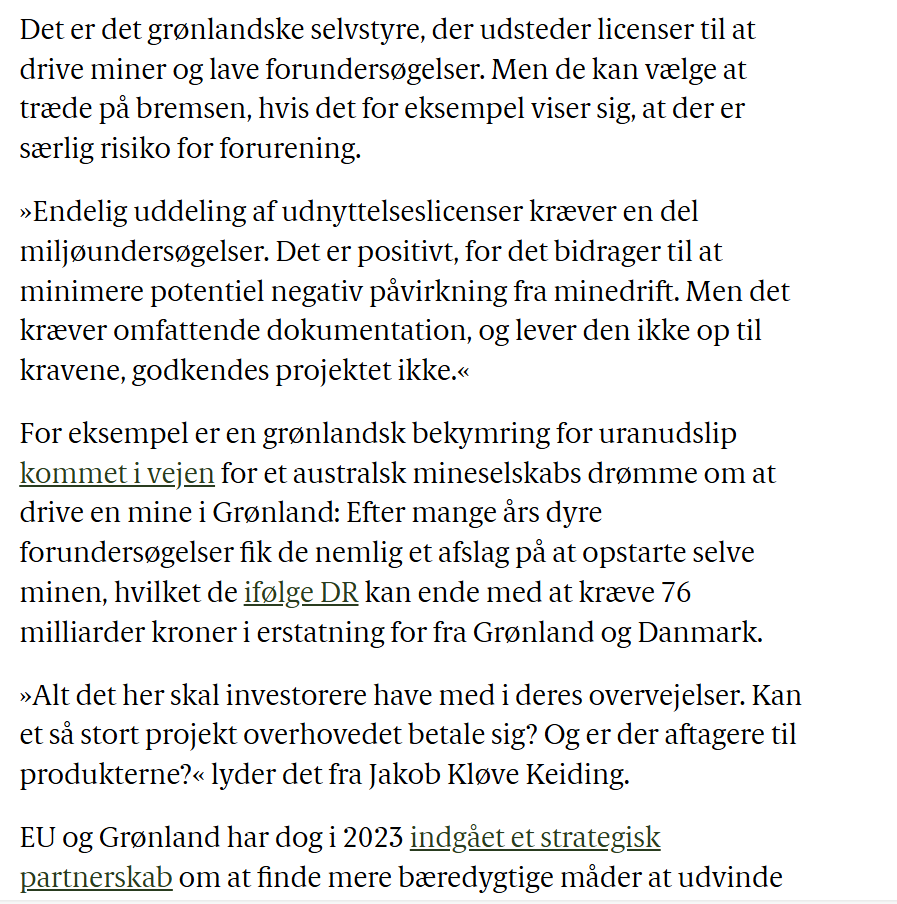 Det er det grønlandske selvstyre, der udsteder licenser til at
drive miner og lave forundersøgelser. Men de kan vælge at
træde på bremsen, hvis det for eksempel viser sig, at der er
særlig risiko for forurening.
»Endelig uddeling af udnyttelseslicenser kræver en del
miljøundersøgelser. Det er positivt, for det bidrager til at
minimere potentiel negativ påvirkning fra minedrift. Men det
kræver omfattende dokumentation, og lever den ikke op til
kravene, godkendes projektet ikke.«
For eksempel er en grønlandsk bekymring for uranudslip
kommet i vejen for et australsk mineselskabs drømme om at
drive en mine i Grønland: Efter mange års dyre
forundersøgelser fik de nemlig et afslag på at opstarte selve
minen, hvilket de ifølge DR kan ende med at kræve 76
milliarder kroner i erstatning for fra Grønland og Danmark.
»Alt det her skal investorere have med i deres overvejelser. Kan
et så stort projekt overhovedet betale sig? Og er der aftagere til
produkterne?« lyder det fra Jakob Kløve Keiding.
EU og Grønland har dog i 2023 indgået et strategisk
partnerskab om at finde mere bæredygtige måder at udvinde